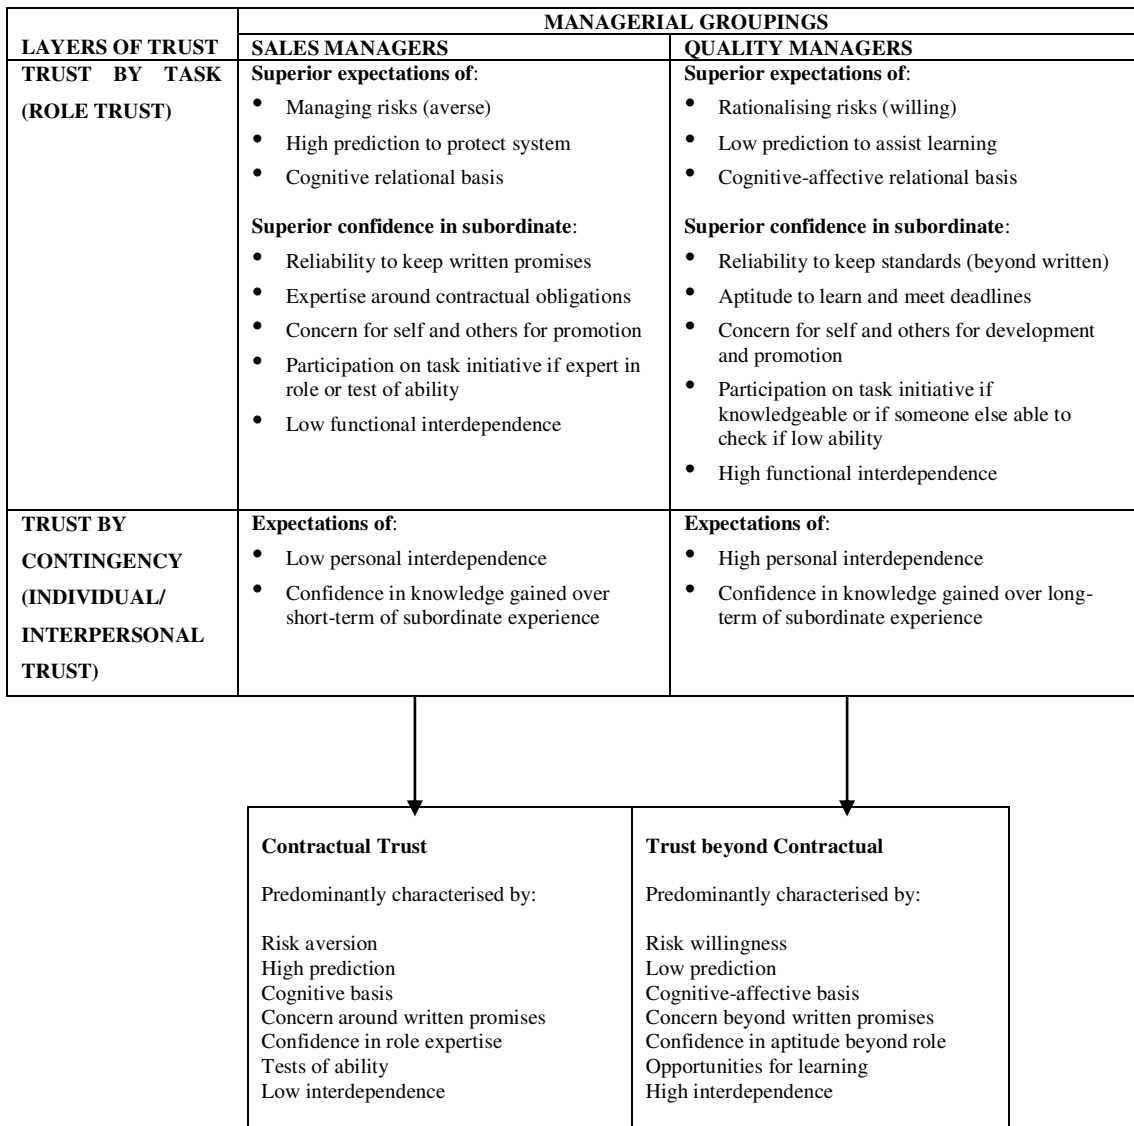 MANAGERIAL GROUPINGS
LAYERS OF TRUST
SALES MANAGERS
QUALITY MANAGERS
TRUST BY TASK
(ROLE TRUST)
Superior expectations of:
• Managing risks (averse)
• High prediction to protect system
• Cognitive relational basis
Superior confidence in subordinate:
• Reliability to keep written promises
• Expertise around contractual obligations
• Concern for self and others for promotion
• Participation on task initiative if expert in
role or test of ability
• Low functional interdependence
Superior expectations of:
• Rationalising risks (willing)
• Low prediction to assist learning
• Cognitive-affective relational basis
Superior confidence in subordinate:
• Reliability to keep standards (beyond written)
• Aptitude to learn and meet deadlines
• Concern for self and others for development
and promotion
• Participation on task initiative if
knowledgeable or if someone else able to
check if low ability
• High functional interdependence
TRUST BY
CONTINGENCY
(INDIVIDUAL/
INTERPERSONAL
TRUST)
Expectations of:
• Low personal interdependence
• Confidence in knowledge gained over
short-term of subordinate experience
Expectations of:
• High personal interdependence
• Confidence in knowledge gained over long-
term of subordinate experience
Contractual Trust
Predominantly characterised by:
Risk aversion
High prediction
Cognitive basis
Concern around written promises
Confidence in role expertise
Tests of ability
Low interdependence
Trust beyond Contractual
Predominantly characterised by:
Risk willingness
Low prediction
Cognitive-affective basis
Concern beyond written promises
Confidence in aptitude beyond role
Opportunities for learning
High interdependence